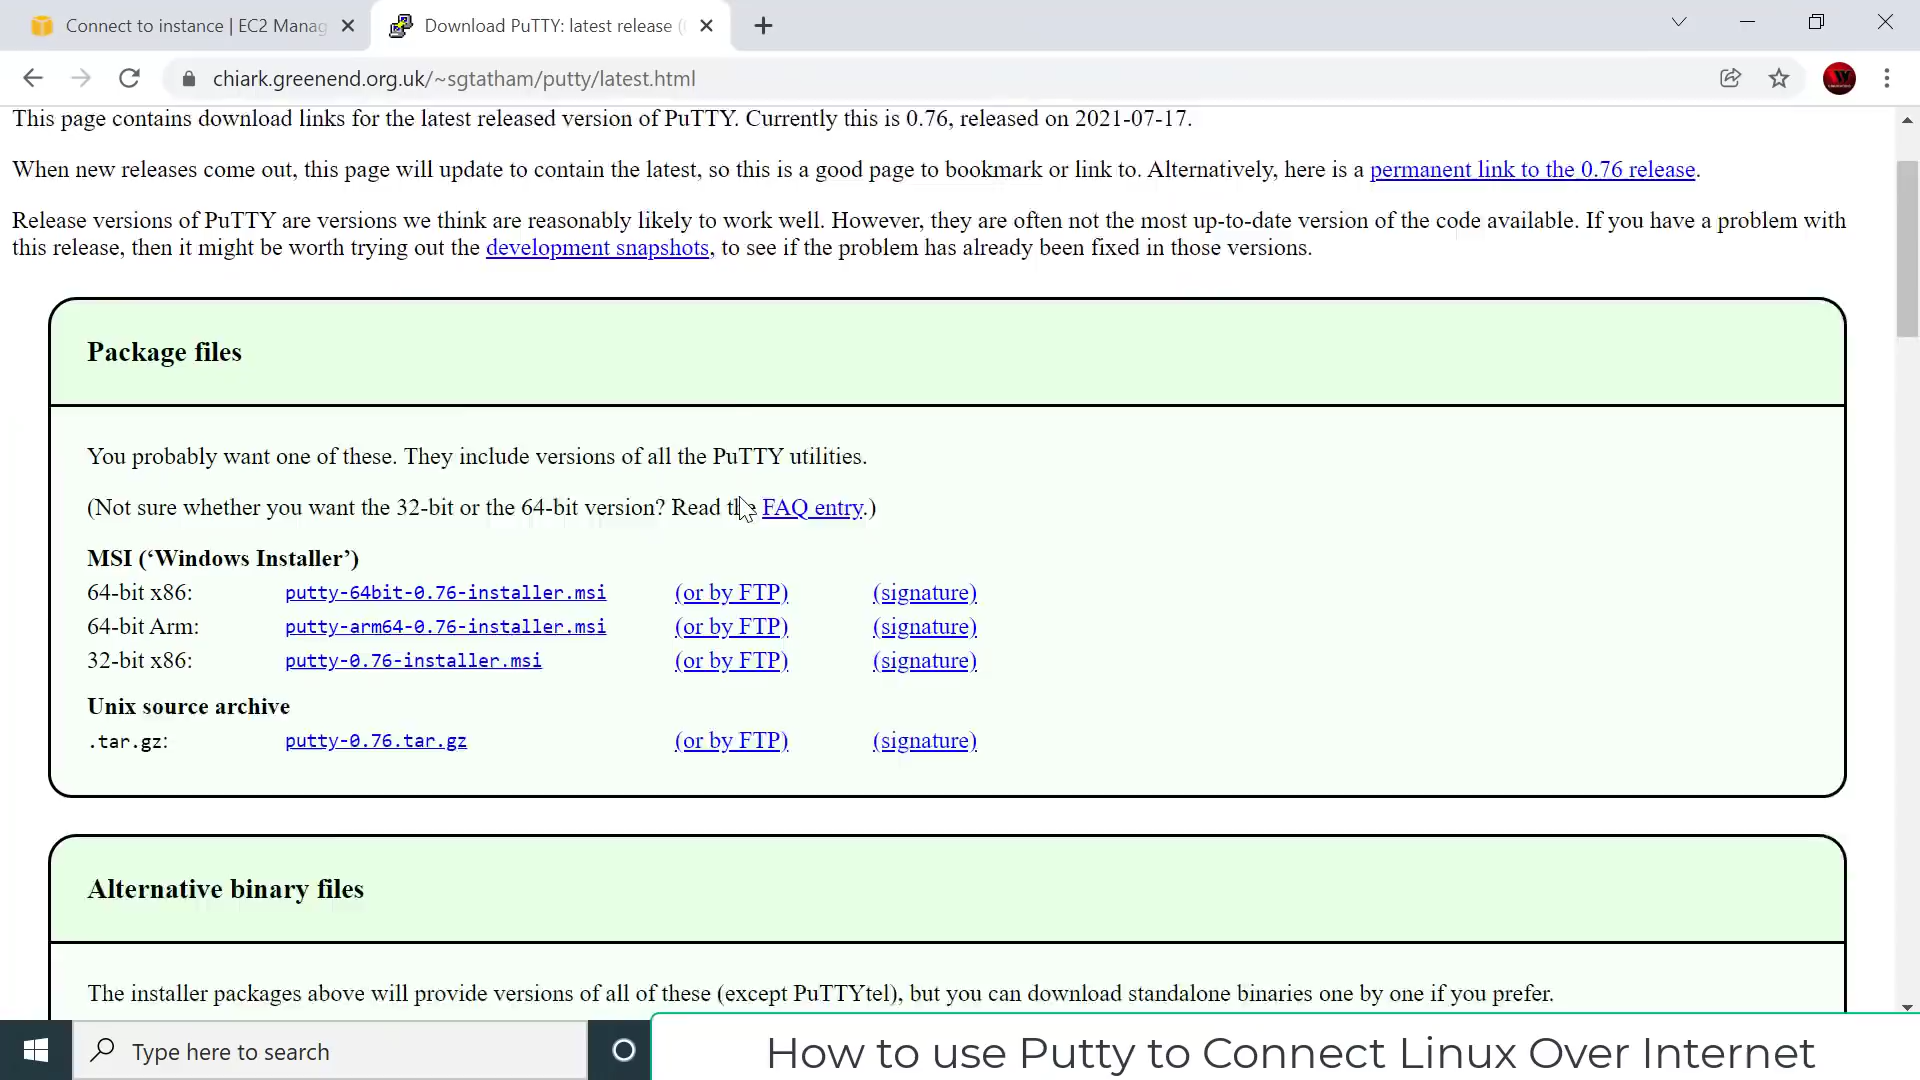 Connect to instance | EC2 Manag
Download PuTTY: latest release (
chiark.greenend.org.uk/~sgtatham/putty/latest.html
This page contains download links for the latest released version of PuTTY. Currently this is 0.76, released on 2021-07-17.
When new releases come out, this page will update to contain the latest, so this is a good page to bookmark or link to. Alternatively, here is a permanent link to the 0.76 release.
Release versions of PuTTY are versions we think are reasonably likely to work well. However, they are often not the most up-to-date version of the code available. If you have a problem with
this release, then it might be worth trying out the development snapshots, to see if the problem has already been fixed in those versions.
Package files
You probably want one of these. They include versions of all the PuTTY utilities.
(Not sure whether you want the 32-bit or the 64-bit version? Read the FAQ entry.)
MSI (‘Windows Installer’)
64-bit x86: putty-64bit-0.76-installer.msi (or by FTP) (signature)
64-bit Arm: putty-arm64-0.76-installer.msi (or by FTP) (signature)
32-bit x86: putty-0.76-installer.msi (or by FTP) (signature)
Unix source archive
.tar.gz: putty-0.76.tar.gz (or by FTP) (signature)
Alternative binary files
The installer packages above will provide versions of all of these (except PuTTYtel), but you can download standalone binaries one by one if you prefer.
Type here to search
How to use Putty to Connect Linux Over Internet